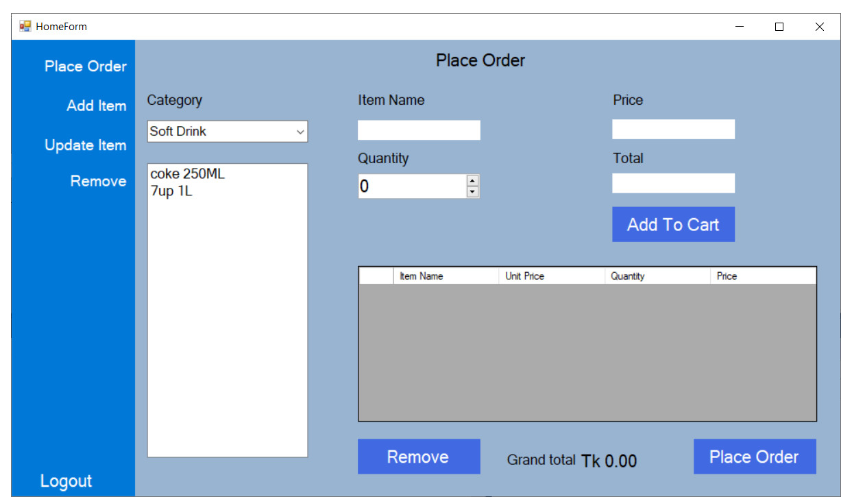 HomeForm
Place Order
Add Item
Update Item
Remove
Logout
Place Order
Category
Soft Drink
coke 250ML
7up 1L
Item Name
Price
Quantity
0
Total
Add To Cart
Item Name Unit Price Quantity Price
Remove
Grand total Tk 0.00
Place Order